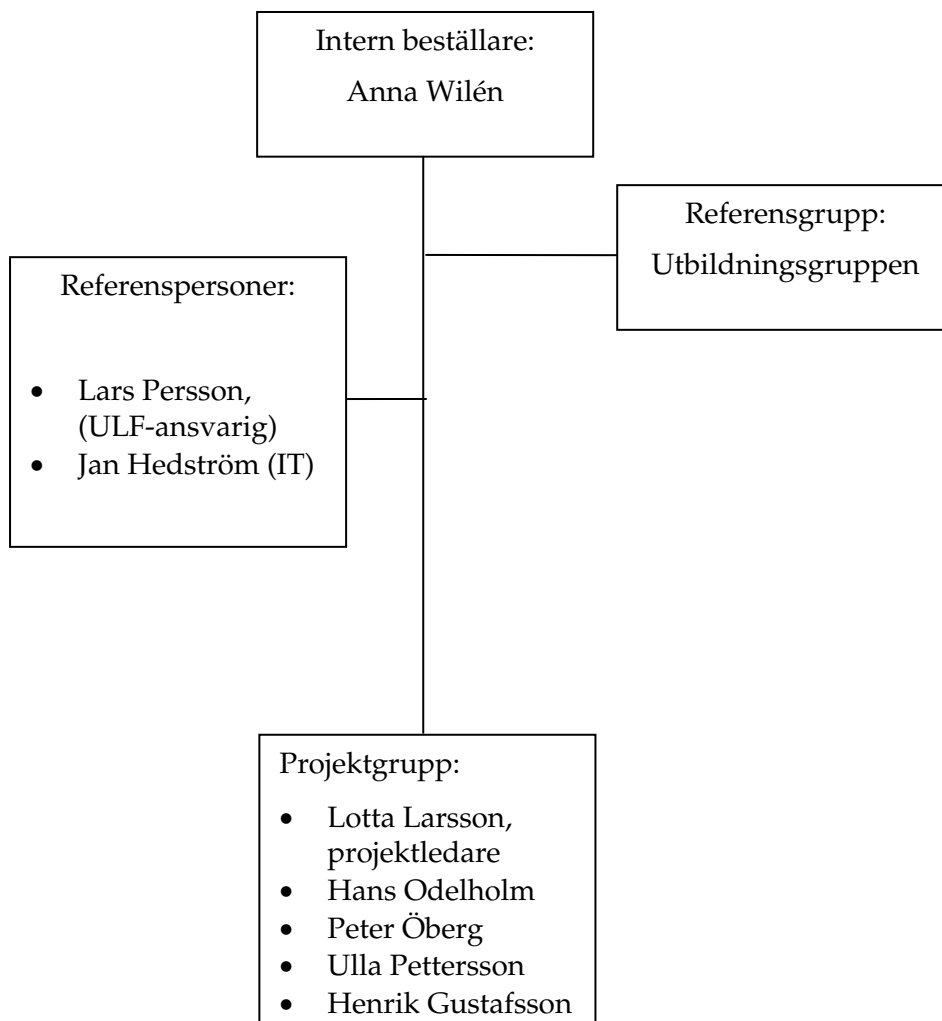 Intern beställare:
Anna Wilén
Referensgrupp:
Utbildningsgruppen
Referenspersoner:
• Lars Persson,
(ULF-ansvarig)
• Jan Hedström (IT)
Projektgrupp:
• Lotta Larsson,
projektledare
• Hans Odelholm
• Peter Öberg
• Ulla Pettersson
• Henrik Gustafsson